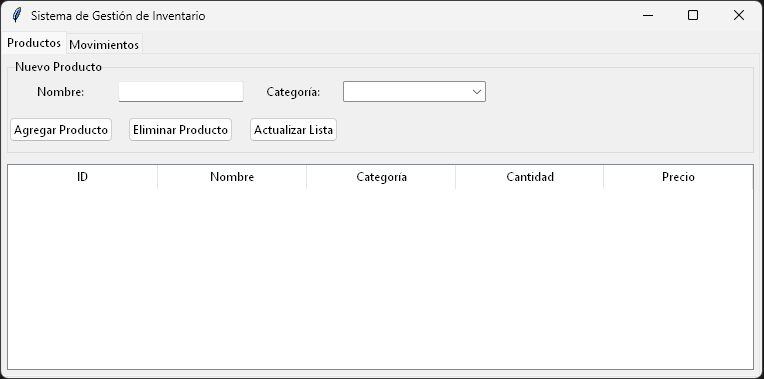 Sistema de Gestión de Inventario
Productos Movimientos
Nuevo Producto
Nombre: Categoría:
Agregar Producto Eliminar Producto Actualizar Lista
ID Nombre Categoría Cantidad Precio